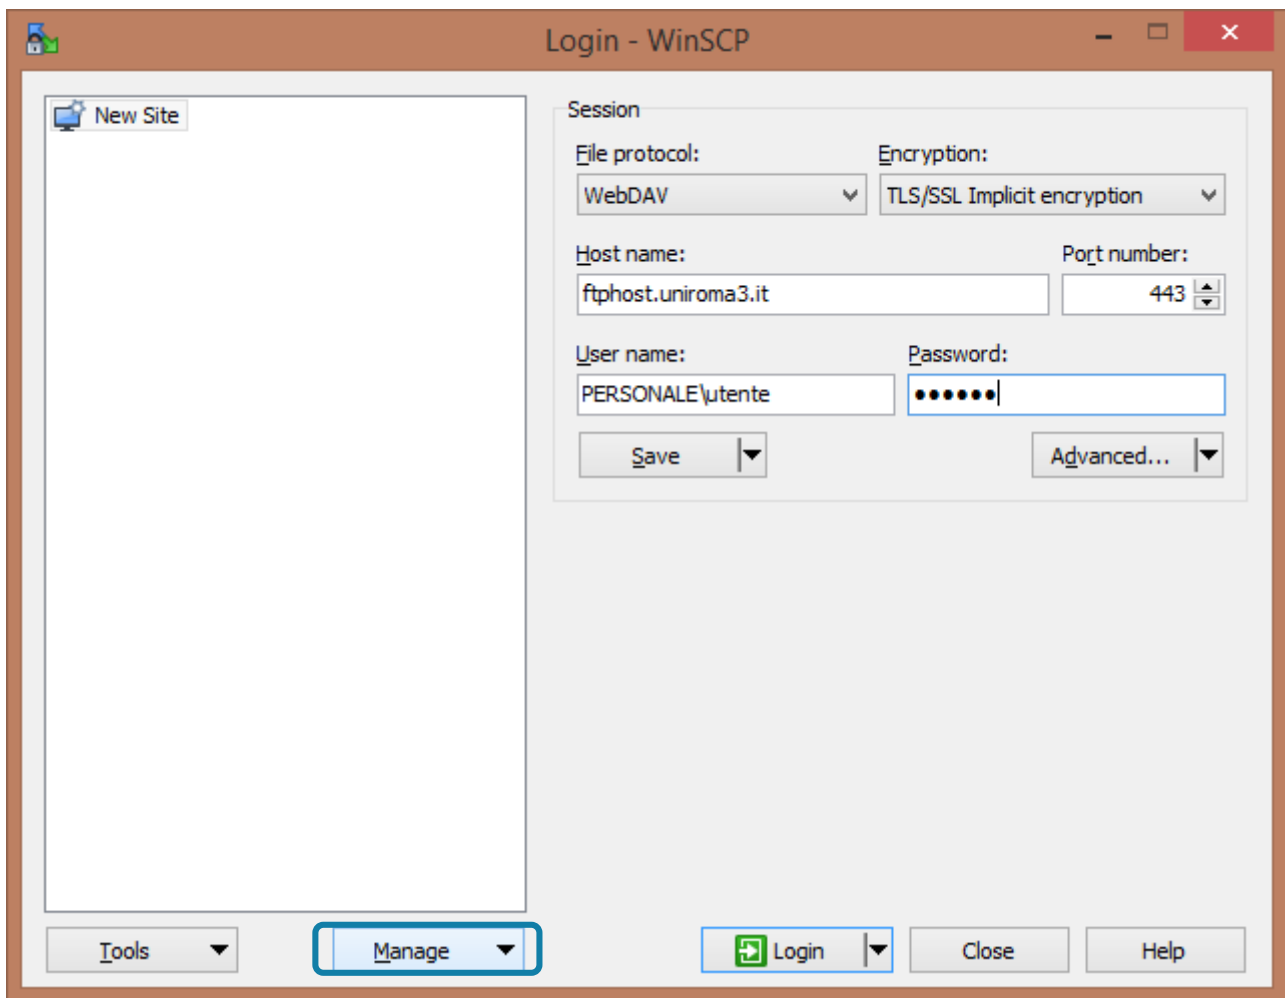 Login - WinSCP
New Site
Session
File protocol:
Encryption:
WebDAV
TLS/SSL Implicit encryption
Host name:
Port number:
ftphost.uniroma3.it
443
User name:
Password:
PERSONALE\utente
••••••
Save
Advanced...
Tools
Manage
Login
Close
Help